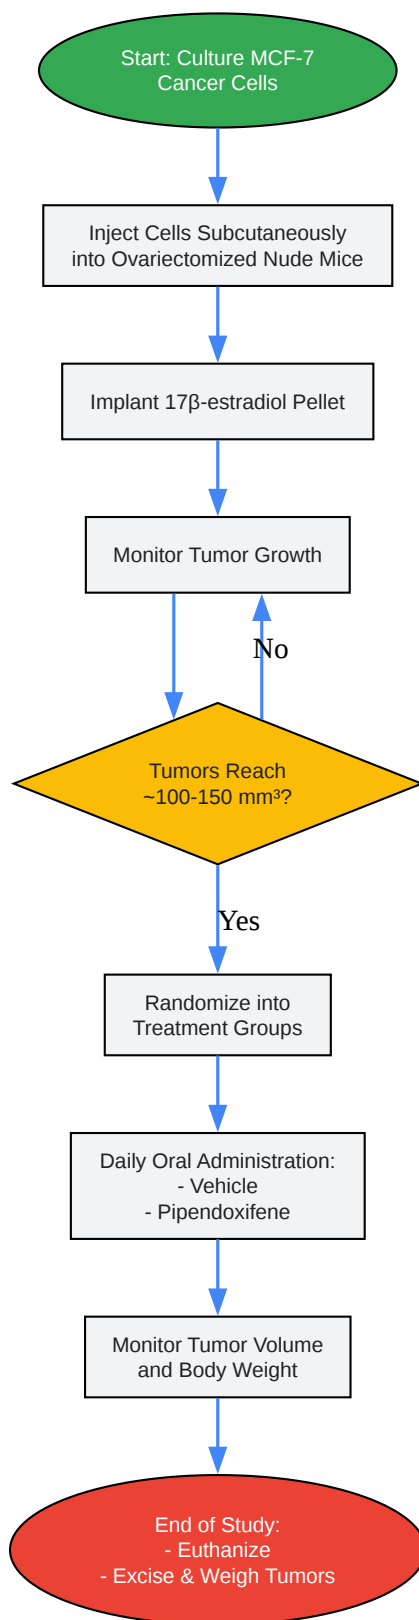 Start: Culture MCF-7
Cancer Cells
Inject Cells Subcutaneously
into Ovariectomized Nude Mice
Implant 17β-estradiol Pellet
Monitor Tumor Growth
No
Tumors Reach
~100-150 mm³?
Yes
Randomize into
Treatment Groups
Daily Oral Administration:
- Vehicle
- Pipendoxifene
Monitor Tumor Volume
and Body Weight
End of Study:
- Euthanize
- Excise & Weigh Tumors